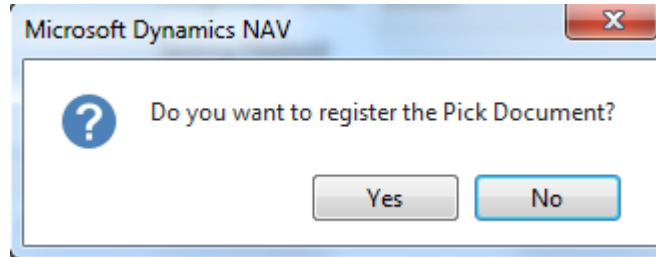 Microsoft Dynamics NAV
Do you want to register the Pick Document?
Yes No